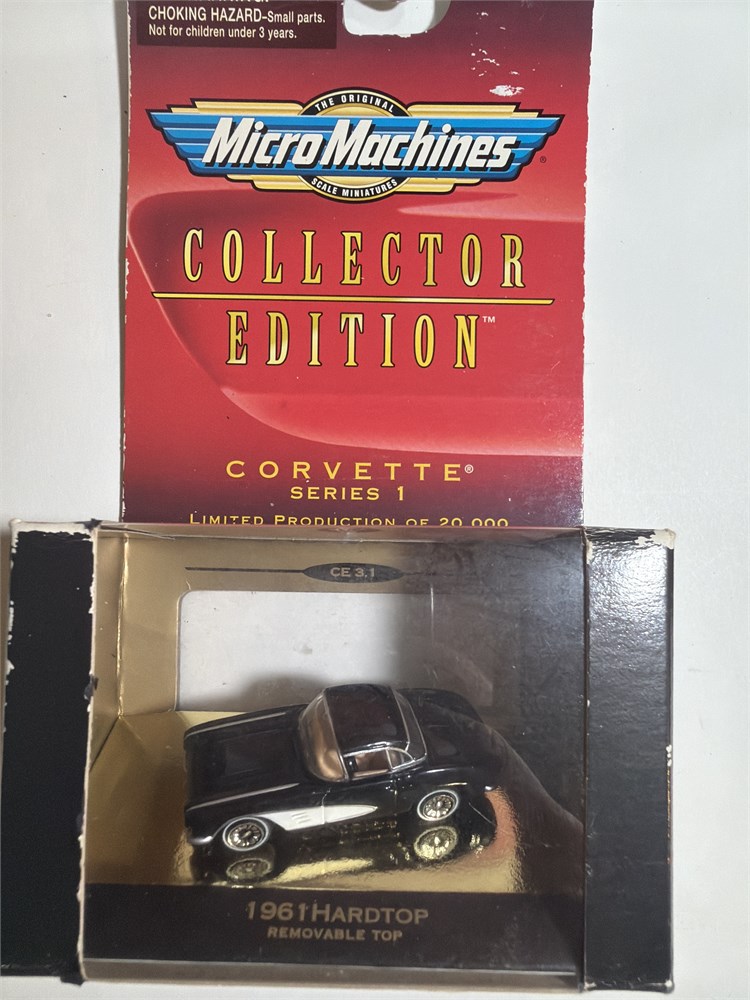 CHOKING HAZARD–Small parts.
Not for children under 3 years.
THE ORIGINAL
Micro Machines®
SCALE MINIATURES
COLLECTOR
EDITION™
CORVETTE®
SERIES 1
LIMITED PRODUCTION OF 20,000
CE 3.1
1961 HARDTOP
REMOVABLE TOP